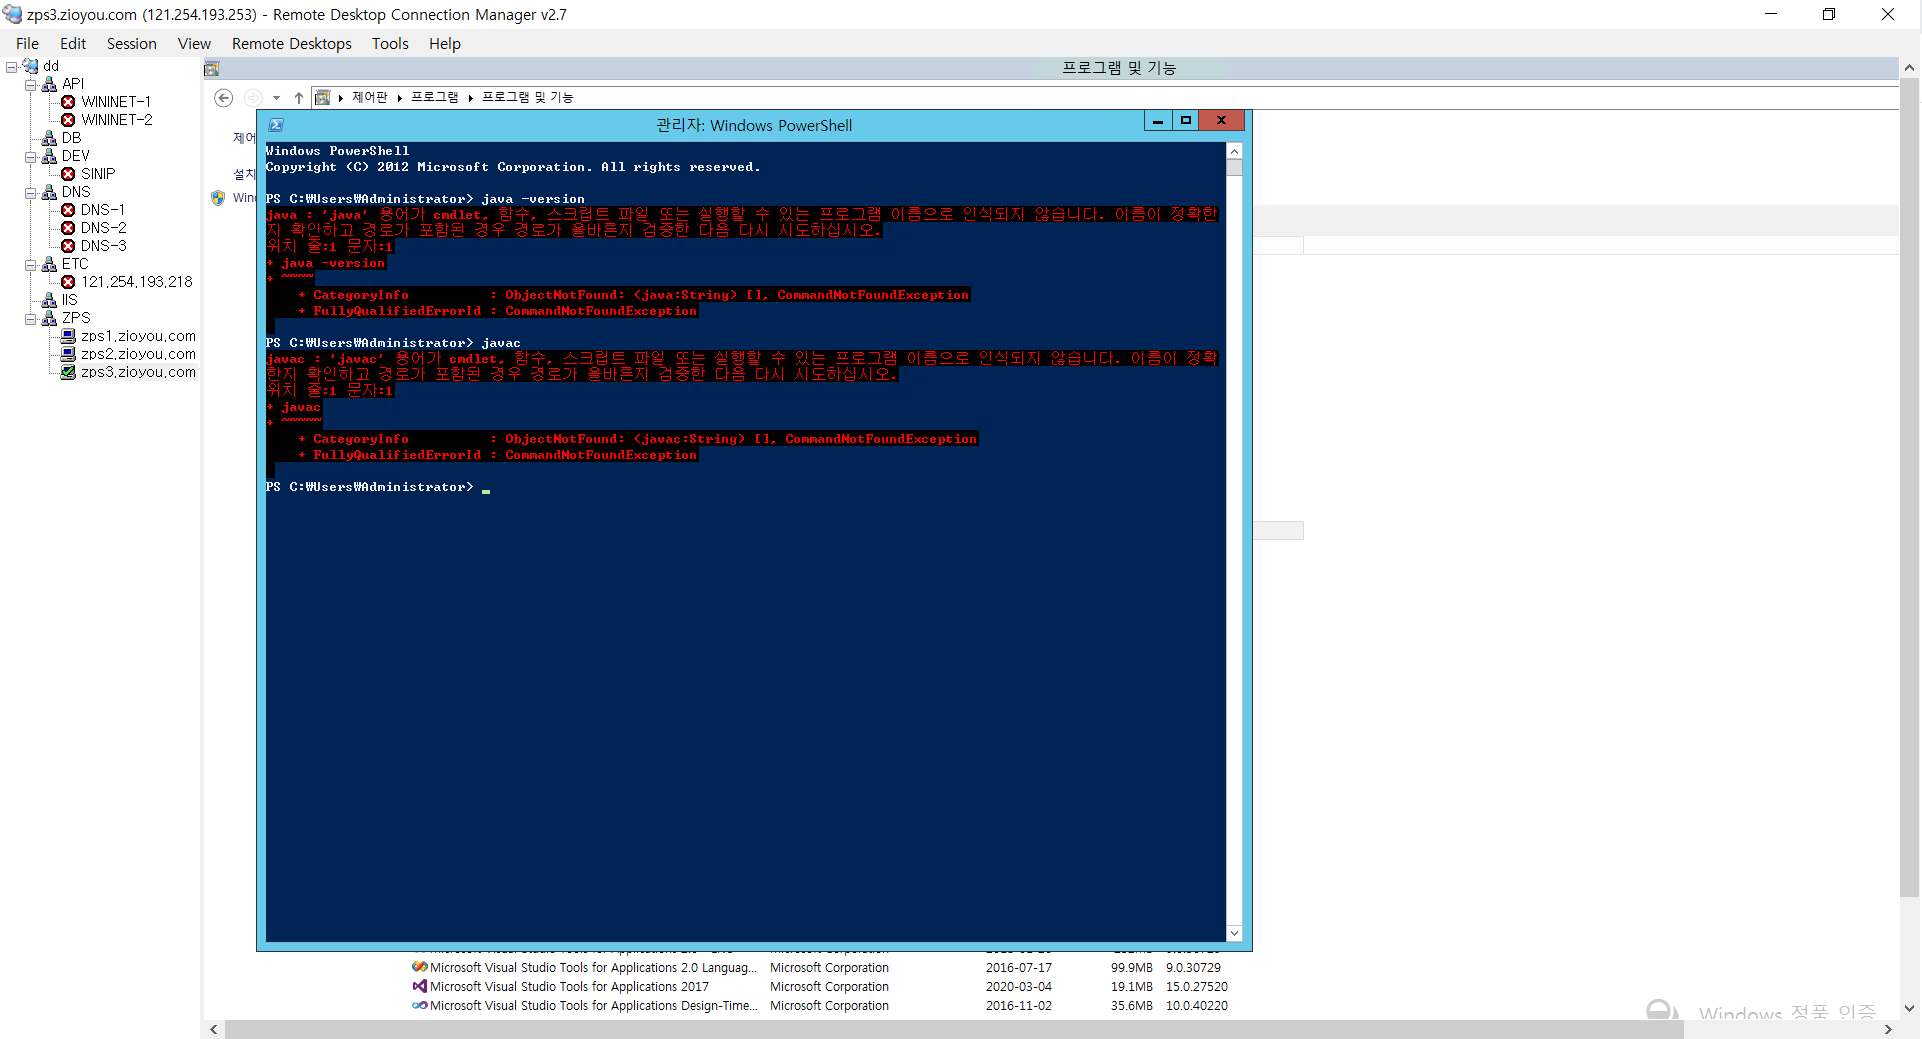 zps3.zioyou.com (121.254.193.253) - Remote Desktop Connection Manager v2.7
File Edit Session View Remote Desktops Tools Help
dd
API
WININET-1
WININET-2
DB
DEV
SINIP
DNS
DNS-1
DNS-2
DNS-3
ETC
121.254.193.218
IIS
ZPS
zps1.zioyou.com
zps2.zioyou.com
zps3.zioyou.com
프로그램 및 기능
제어판 프로그램 프로그램 및 기능
제어
설치
Wind
관리자: Windows PowerShell
Windows PowerShell
Copyright (C) 2012 Microsoft Corporation. All rights reserved.
PS C:₩Users₩Administrator> java -version
java : 'java' 용어가 cmdlet, 함수, 스크립트 파일 또는 실행할 수 있는 프로그램 이름으로 인식되지 않습니다. 이름이 정확한
지 확인하고 경로가 포함된 경우 경로가 올바른지 검증한 다음 다시 시도하십시오.
위치 줄:1 문자:1
+ java -version
+ ~~~~
+ CategoryInfo : ObjectNotFound: (java:String) [], CommandNotFoundException
+ FullyQualifiedErrorId : CommandNotFoundException
PS C:₩Users₩Administrator> javac
javac : 'javac' 용어가 cmdlet, 함수, 스크립트 파일 또는 실행할 수 있는 프로그램 이름으로 인식되지 않습니다. 이름이 정확
한지 확인하고 경로가 포함된 경우 경로가 올바른지 검증한 다음 다시 시도하십시오.
위치 줄:1 문자:1
+ javac
+ ~~~~~
+ CategoryInfo : ObjectNotFound: (javac:String) [], CommandNotFoundException
+ FullyQualifiedErrorId : CommandNotFoundException
PS C:₩Users₩Administrator>
Microsoft Visual Studio Tools for Applications 2.0 Languag... Microsoft Corporation 2016-07-17 99.9MB 9.0.30729
Microsoft Visual Studio Tools for Applications 2017 Microsoft Corporation 2020-03-04 19.1MB 15.0.27520
Microsoft Visual Studio Tools for Applications Design-Time... Microsoft Corporation 2016-11-02 35.6MB 10.0.40220
Windows 정품 인증